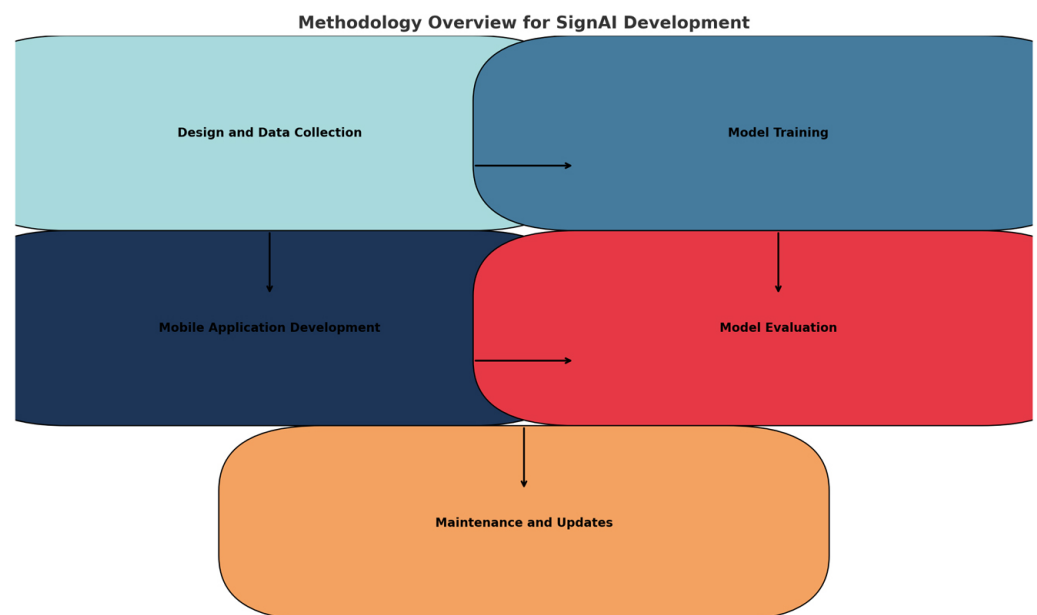 Methodology Overview for SignAI Development
Design and Data Collection
Model Training
Mobile Application Development
Model Evaluation
Maintenance and Updates